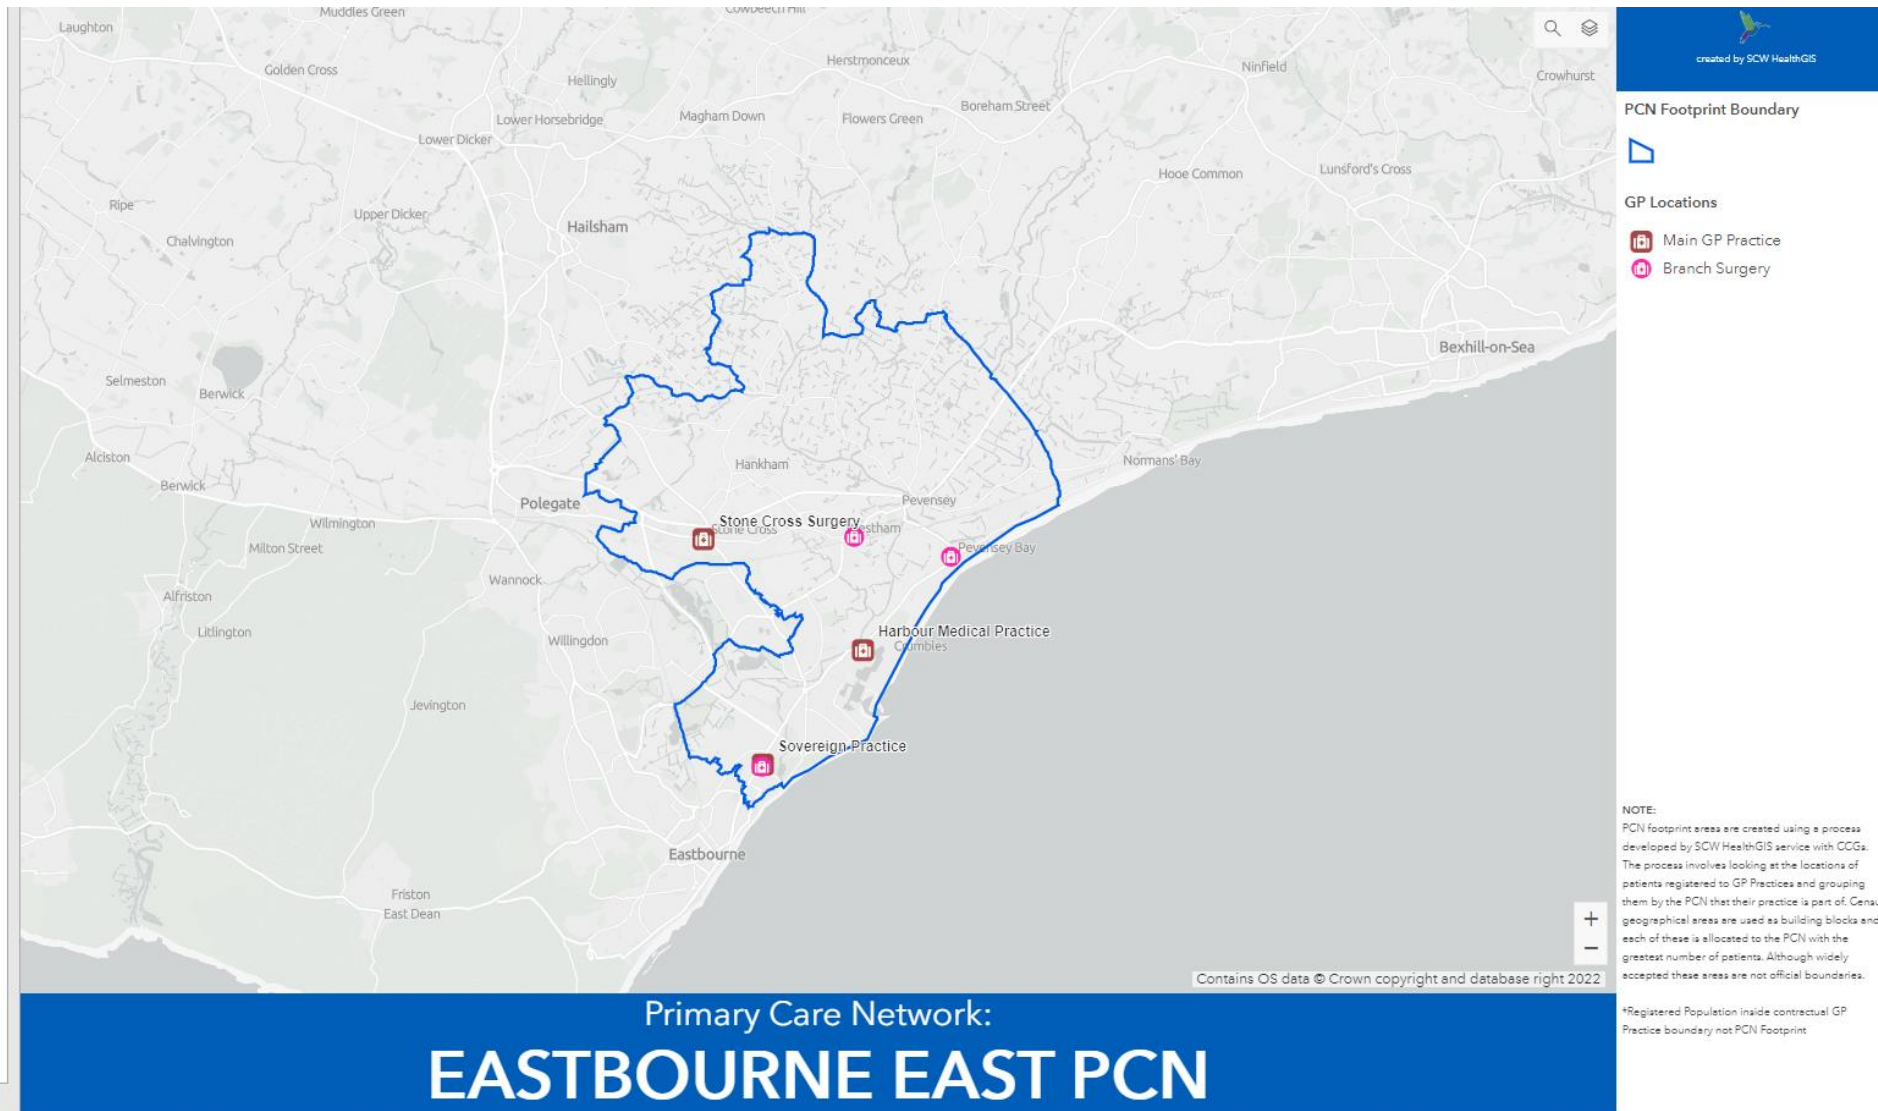 Muddles Green
Cowbeech Hill
Laughton
Golden Cross
Hellingly
Herstmonceux
Ninfield
Crowhurst
Lower Horsebridge
Magham Down
Flowers Green
Boreham Street
Lower Dicker
Hooe Common
Lunsford's Cross
Ripe
Upper Dicker
Hailsham
Chalvington
Bexhill-on-Sea
Selmeston
Berwick
Alciston
Hankham
Normans' Bay
Berwick
Polegate
Pevensey
Wilmington
Stone Cross Surgery
Stone Cross
Milton Street
Pevensey Bay
Wannock
Alfriston
Litlington
Willingdon
Harbour Medical Practice
Crumbles
Jevington
Sovereign Practice
Eastbourne
Friston
East Dean
+
−
Contains OS data © Crown copyright and database right 2022
Primary Care Network:
EASTBOURNE EAST PCN
created by SCW HealthGIS
PCN Footprint Boundary
GP Locations
Main GP Practice
Branch Surgery
NOTE:
PCN footprint areas are created using a process
developed by SCW HealthGIS service with CCGs.
The process involves looking at the locations of
patients registered to GP Practices and grouping
them by the PCN that their practice is part of. Censu
geographical areas are used as building blocks and
each of these is allocated to the PCN with the
greatest number of patients. Although widely
accepted these areas are not official boundaries.
*Registered Population inside contractual GP
Practice boundary not PCN Footprint